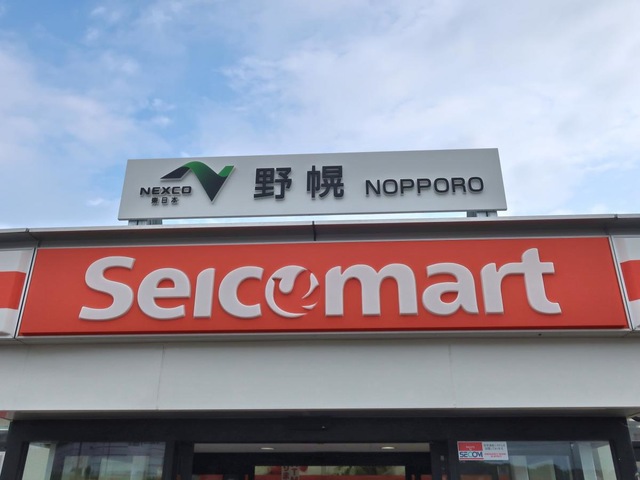 NEXCO
東日本
野幌 NOPPORO
Seicomart
SECOM